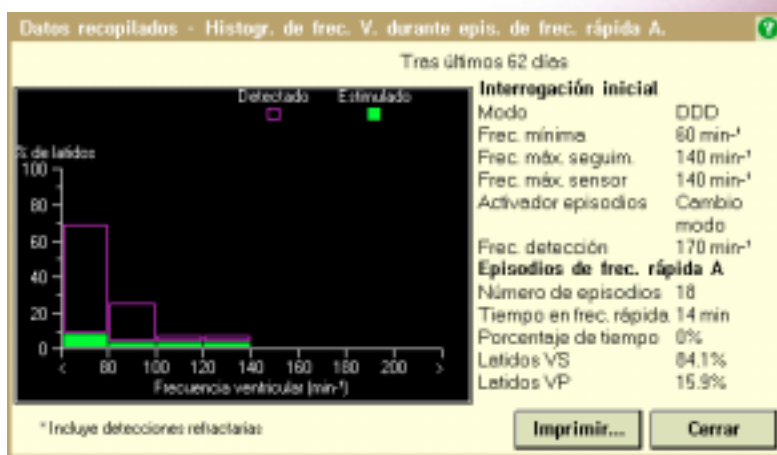 Datos recopilados - Histogr. de frec. V. durante epis. de frec. rápida A.
?
Tras últimos 62 días
Detectado
Estimulado
% de latidos
100
80
60
40
20
0
< 80 100 120 140 160 180 200 >
Frecuencia ventricular (min-¹)
Interrogación inicial
Modo DDD
Frec. mínima 60 min-¹
Frec. máx. seguim. 140 min-¹
Frec. máx. sensor 140 min-¹
Activador episodios Cambio
modo
Frec. detección 170 min-¹
Episodios de frec. rápida A
Número de episodios 18
Tiempo en frec. rápida 14 min
Porcentaje de tiempo 0%
Latidos VS 84.1%
Latidos VP 15.9%
* Incluye detecciones refractarias
Imprimir...
Cerrar